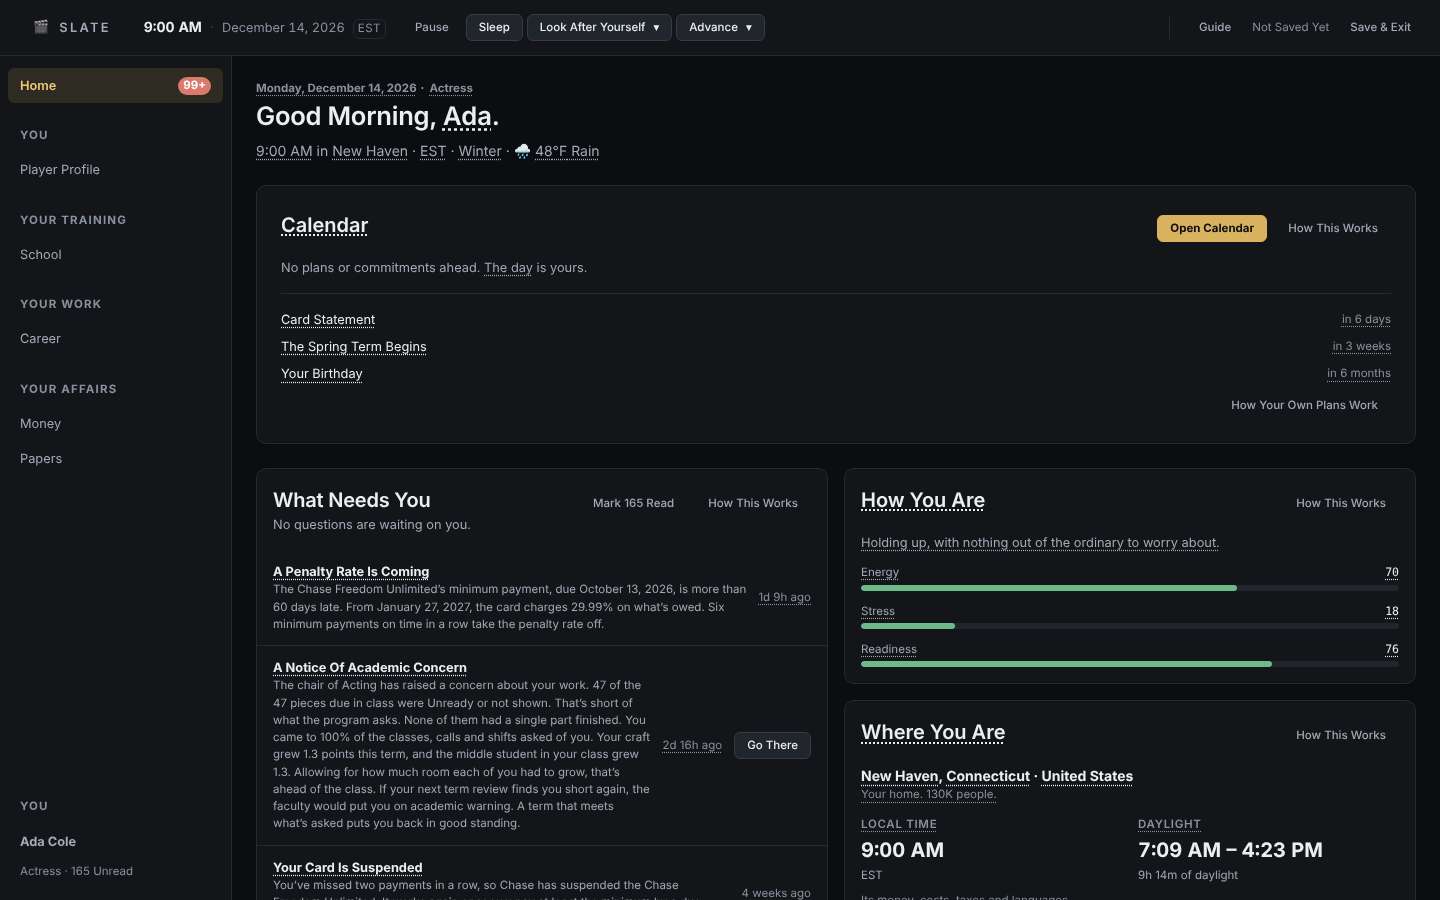 SLATE
9:00 AM · December 14, 2026 EST
Pause
Sleep
Look After Yourself ▾
Advance ▾
Guide
Not Saved Yet
Save & Exit
Home
99+
YOU
Player Profile
YOUR TRAINING
School
YOUR WORK
Career
YOUR AFFAIRS
Money
Papers
YOU
Ada Cole
Actress · 165 Unread
Monday, December 14, 2026 · Actress
Good Morning, Ada.
9:00 AM in New Haven · EST · Winter · 48°F Rain
Calendar
Open Calendar
How This Works
No plans or commitments ahead. The day is yours.
Card Statement
in 6 days
The Spring Term Begins
in 3 weeks
Your Birthday
in 6 months
How Your Own Plans Work
What Needs You
Mark 165 Read
How This Works
No questions are waiting on you.
A Penalty Rate Is Coming
The Chase Freedom Unlimited's minimum payment, due October 13, 2026, is more than
60 days late. From January 27, 2027, the card charges 29.99% on what's owed. Six
minimum payments on time in a row take the penalty rate off.
1d 9h ago
A Notice Of Academic Concern
The chair of Acting has raised a concern about your work. 47 of the
47 pieces due in class were Unready or not shown. That's short of
what the program asks. None of them had a single part finished. You
came to 100% of the classes, calls and shifts asked of you. Your craft
grew 1.3 points this term, and the middle student in your class grew
1.3. Allowing for how much room each of you had to grow, that's
ahead of the class. If your next term review finds you short again, the
faculty would put you on academic warning. A term that meets
what's asked puts you back in good standing.
2d 16h ago
Go There
Your Card Is Suspended
You've missed two payments in a row, so Chase has suspended the Chase
4 weeks ago
How You Are
How This Works
Holding up, with nothing out of the ordinary to worry about.
Energy
70
Stress
18
Readiness
76
Where You Are
How This Works
New Haven, Connecticut · United States
Your home. 130K people.
LOCAL TIME
9:00 AM
EST
DAYLIGHT
7:09 AM – 4:23 PM
9h 14m of daylight